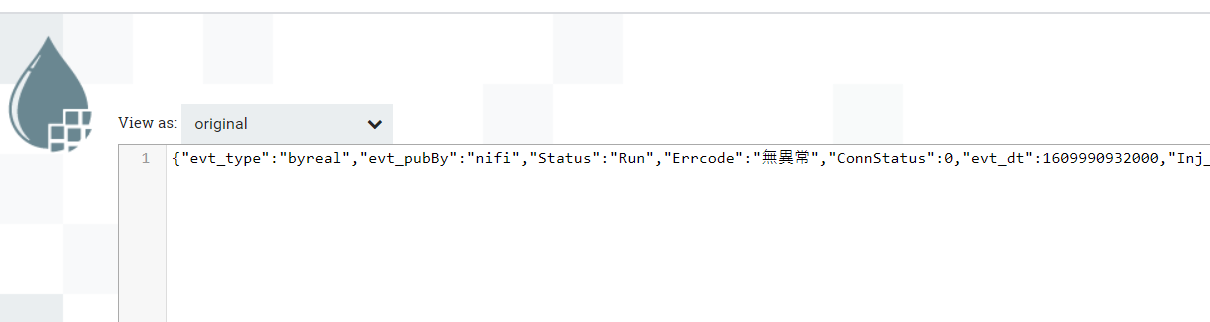 View as: original
1 {"evt_type":"byreal","evt_pubBy":"nifi","Status":"Run","Errcode":"無異常","ConnStatus":0,"evt_dt":1609990932000,"Inj_